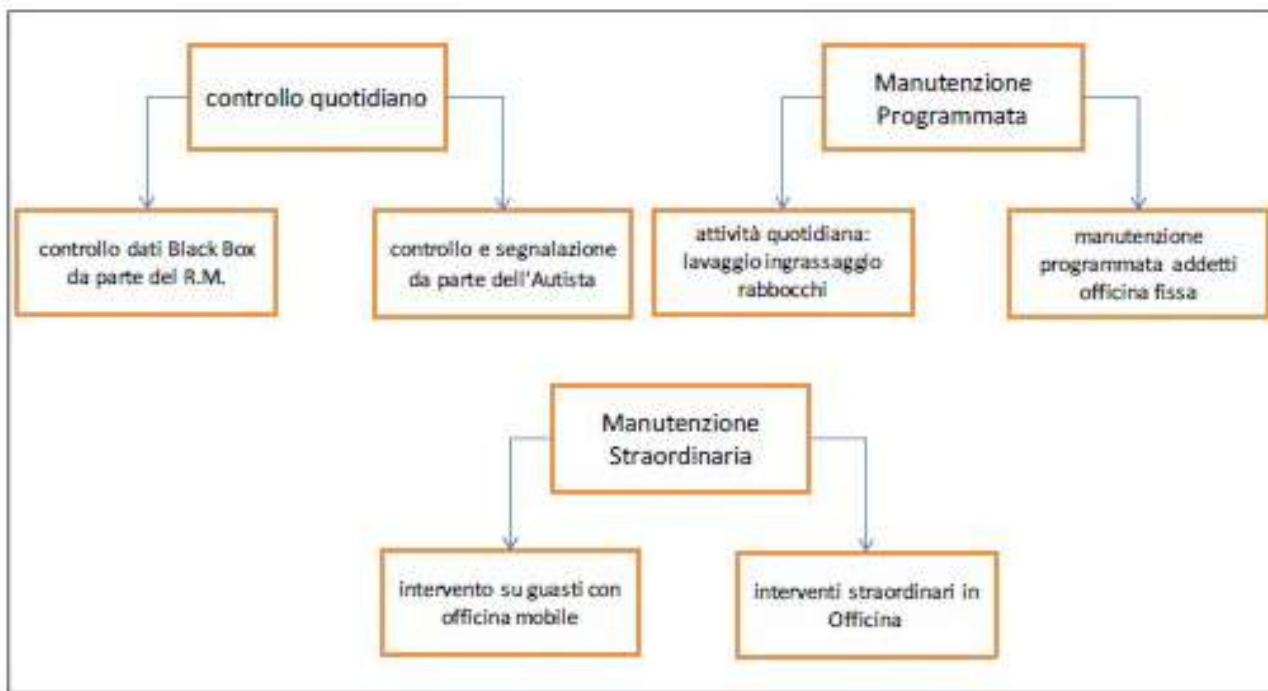 controllo quotidiano
Manutenzione
Programmata
controllo dati Black Box
da parte del R.M.
controllo e segnalazione
da parte dell'Autista
attività quotidiana:
lavaggio ingrassaggio
rabbocchi
manutenzione
programmata addetti
officina fissa
Manutenzione
Straordinaria
intervento su guasti con
officina mobile
interventi straordinari in
Officina